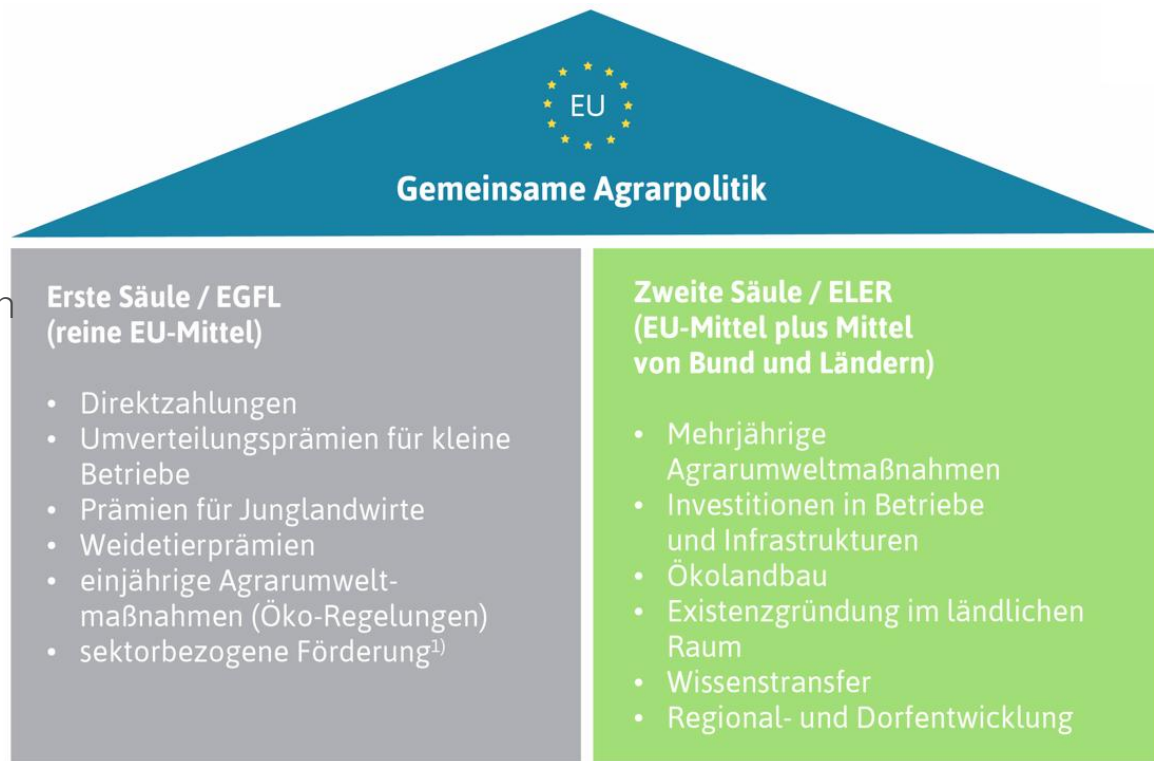 EU
Gemeinsame Agrarpolitik
n
Erste Säule / EGFL
(reine EU-Mittel)
• Direktzahlungen
• Umverteilungsprämien für kleine
Betriebe
• Prämien für Junglandwirte
• Weidetierprämien
• einjährige Agrarumwelt-
maßnahmen (Öko-Regelungen)
• sektorbezogene Förderung¹⁾
Zweite Säule / ELER
(EU-Mittel plus Mittel
von Bund und Ländern)
• Mehrjährige
Agrarumweltmaßnahmen
• Investitionen in Betriebe
und Infrastrukturen
• Ökolandbau
• Existenzgründung im ländlichen
Raum
• Wissenstransfer
• Regional- und Dorfentwicklung